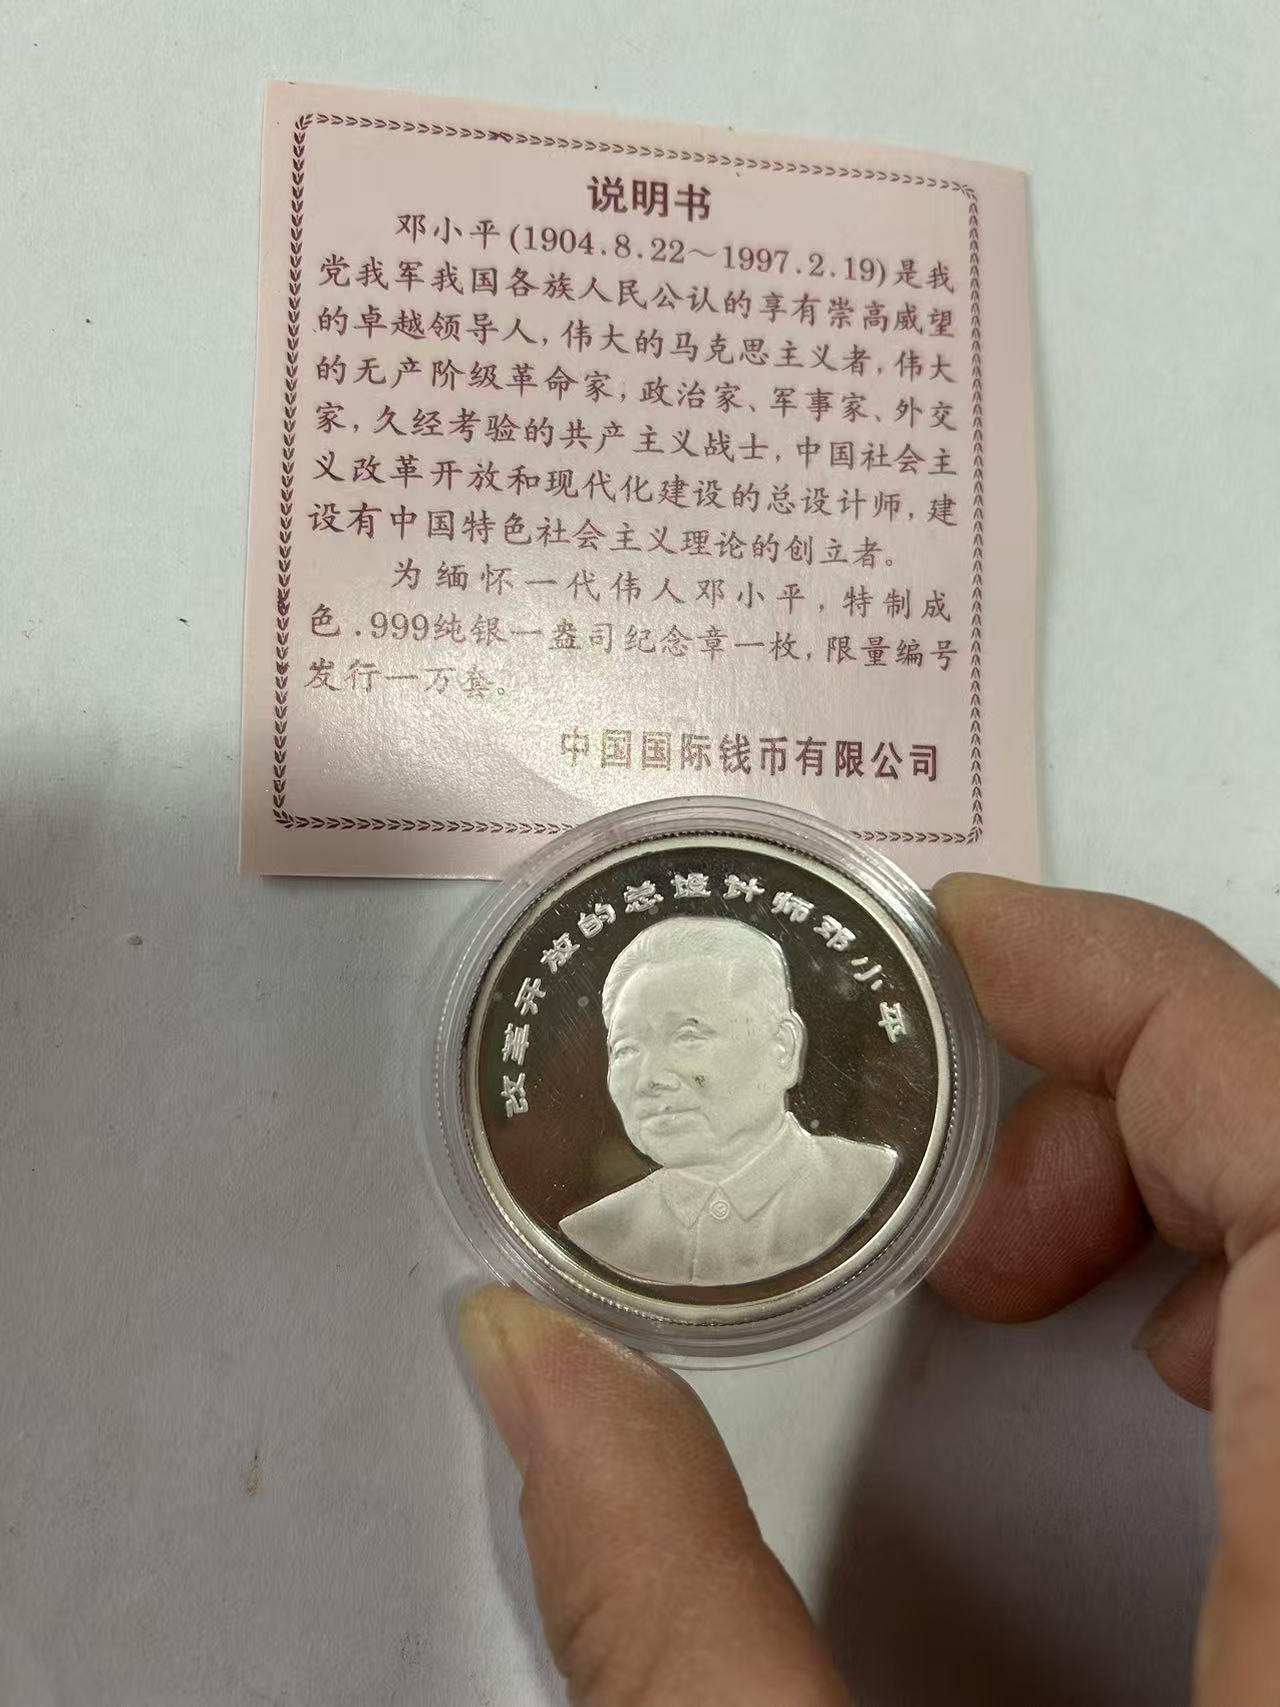 说明书
邓小平(1904.8.22～1997.2.19)是我
党我军我国各族人民公认的享有崇高威望
的卓越领导人,伟大的马克思主义者,伟大
的无产阶级革命家,政治家、军事家、外交
家,久经考验的共产主义战士,中国社会主
义改革开放和现代化建设的总设计师,建
设有中国特色社会主义理论的创立者。
为缅怀一代伟人邓小平,特制成
色.999纯银一盎司纪念章一枚,限量编号
发行一万套。
中国国际钱币有限公司
改革开放的总设计师邓小平